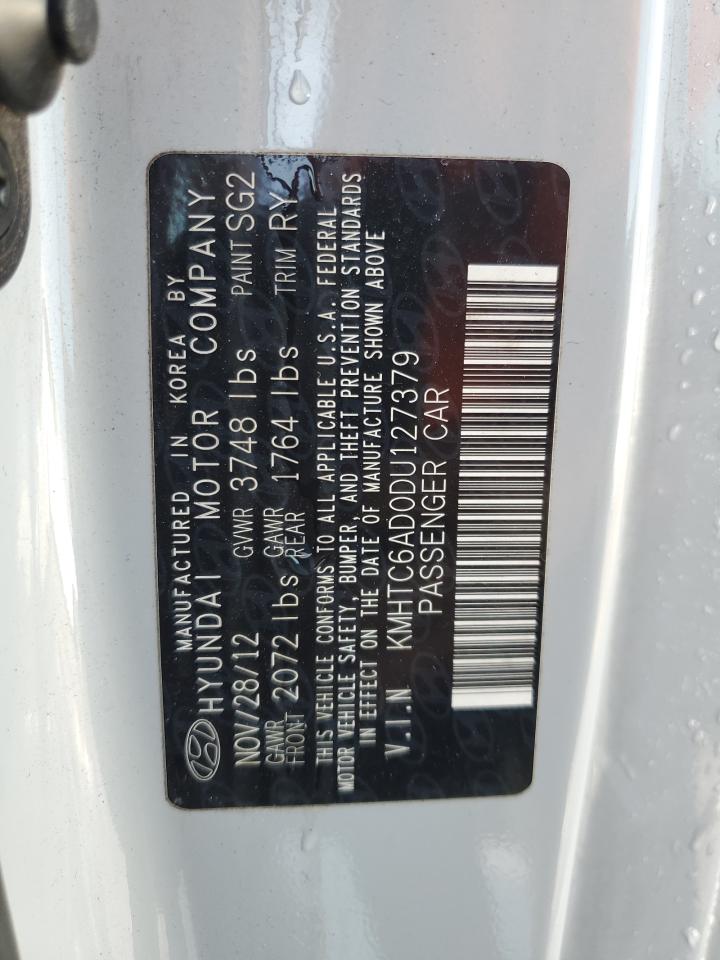 MANUFACTURED IN KOREA BY
HYUNDAI MOTOR COMPANY
NOV/28/12 GVWR 3748 lbs PAINT SG2
GAWR FRONT 2072 lbs GAWR REAR 1764 lbs TRIM RY
THIS VEHICLE CONFORMS TO ALL APPLICABLE U.S.A. FEDERAL
MOTOR VEHICLE SAFETY, BUMPER, AND THEFT PREVENTION STANDARDS
IN EFFECT ON THE DATE OF MANUFACTURE SHOWN ABOVE
V.I.N KMHTC6AD0DU127379
PASSENGER CAR